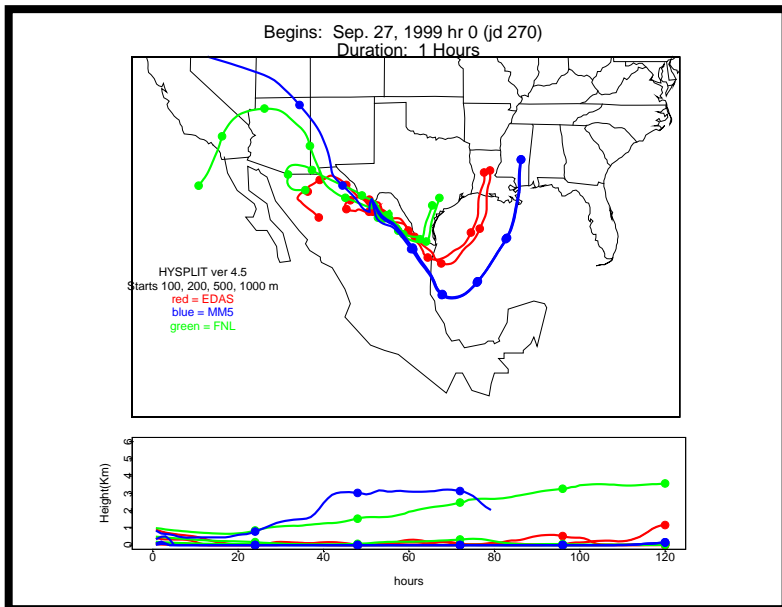 Begins: Sep. 27, 1999 hr 0 (jd 270)
Duration: 1 Hours
HYSPLIT ver 4.5
Starts 100, 200, 500, 1000 m
red = EDAS
blue = MM5
green = FNL
Height(Km)
6
5
4
3
2
1
0
0 20 40 60 80 100 120
hours